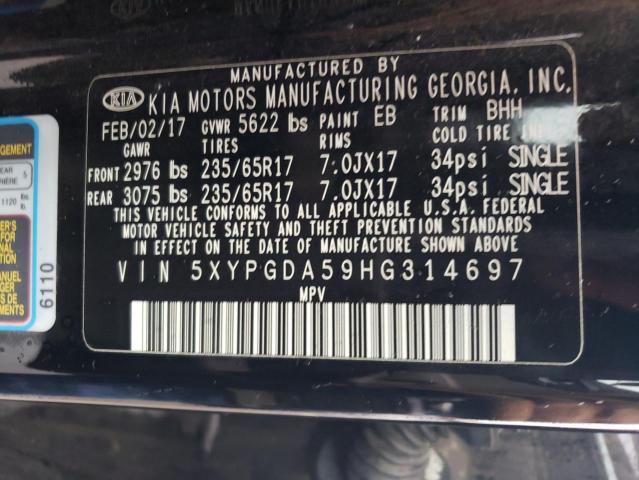 MANUFACTURED BY
KIA KIA MOTORS MANUFACTURING GEORGIA, INC.
FEB/02/17 GVWR 5622 lbs PAINT EB TRIM BHH
GAWR TIRES RIMS COLD TIRE
FRONT 2976 lbs 235/65R17 7.0JX17 34psi SINGLE
REAR 3075 lbs 235/65R17 7.0JX17 34psi SINGLE
THIS VEHICLE CONFORMS TO ALL APPLICABLE U.S.A. FEDERAL
MOTOR VEHICLE SAFETY AND THEFT PREVENTION STANDARDS
IN EFFECT ON THE DATE OF MANUFACTURE SHOWN ABOVE
VIN 5XYPGDA59HG314697
MPV
6110
1120 lbs.